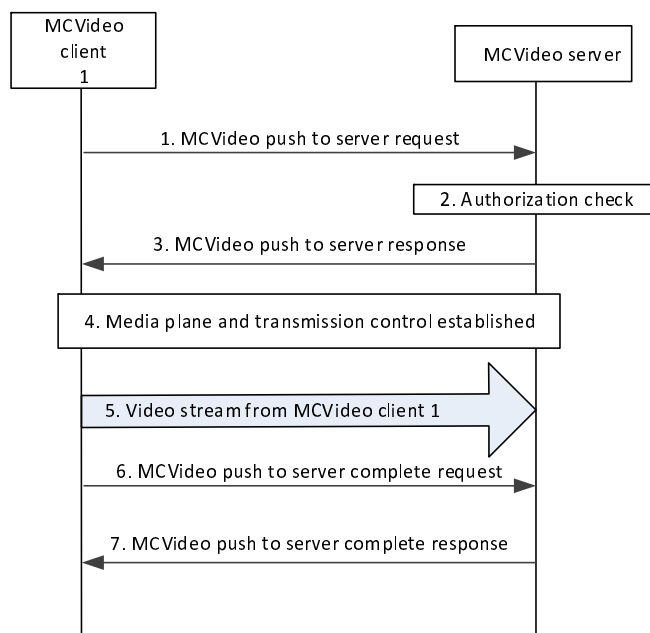 MCVideo
client
1
MCVideo server
1. MCVideo push to server request
2. Authorization check
3. MCVideo push to server response
4. Media plane and transmission control established
5. Video stream from MCVideo client 1
6. MCVideo push to server complete request
7. MCVideo push to server complete response